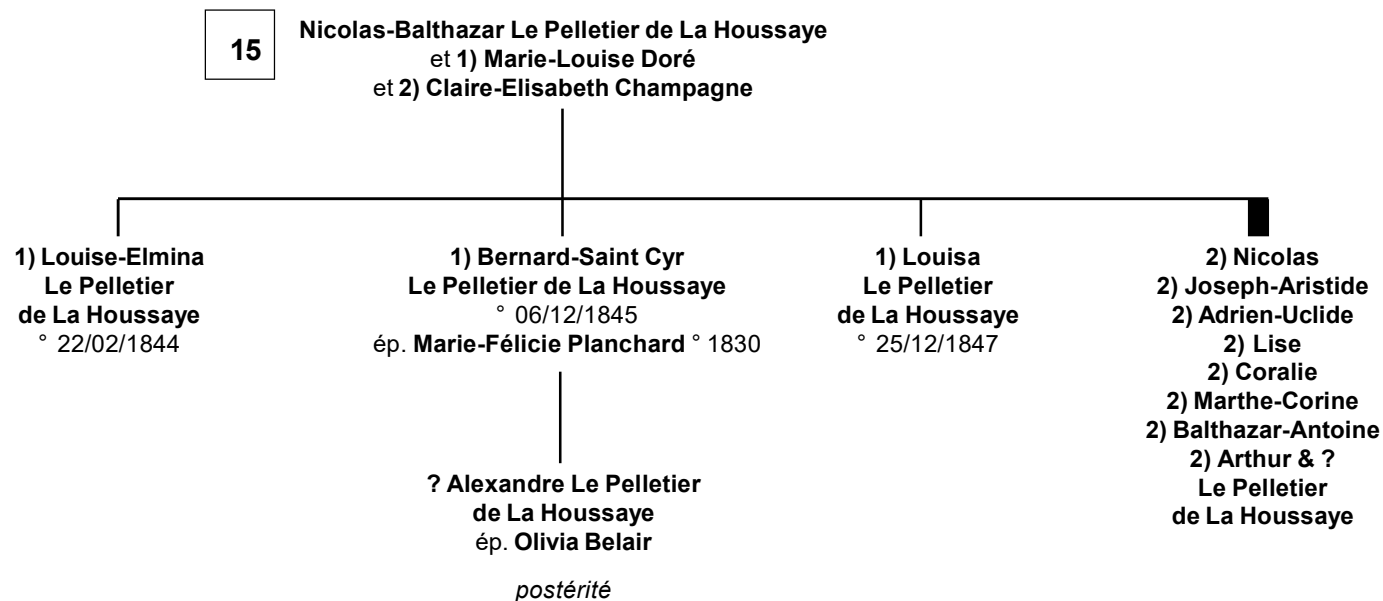 15
Nicolas-Balthazar Le Pelletier de La Houssaye
et 1) Marie-Louise Doré
et 2) Claire-Elisabeth Champagne
1) Louise-Elmina
Le Pelletier
de La Houssaye
° 22/02/1844
1) Bernard-Saint Cyr
Le Pelletier de La Houssaye
° 06/12/1845
ép. Marie-Félicie Planchard ° 1830
1) Louisa
Le Pelletier
de La Houssaye
° 25/12/1847
2) Nicolas
2) Joseph-Aristide
2) Adrien-Uclide
2) Lise
2) Coralie
2) Marthe-Corine
2) Balthazar-Antoine
2) Arthur & ?
Le Pelletier
de La Houssaye
? Alexandre Le Pelletier
de La Houssaye
ép. Olivia Belair
postérité